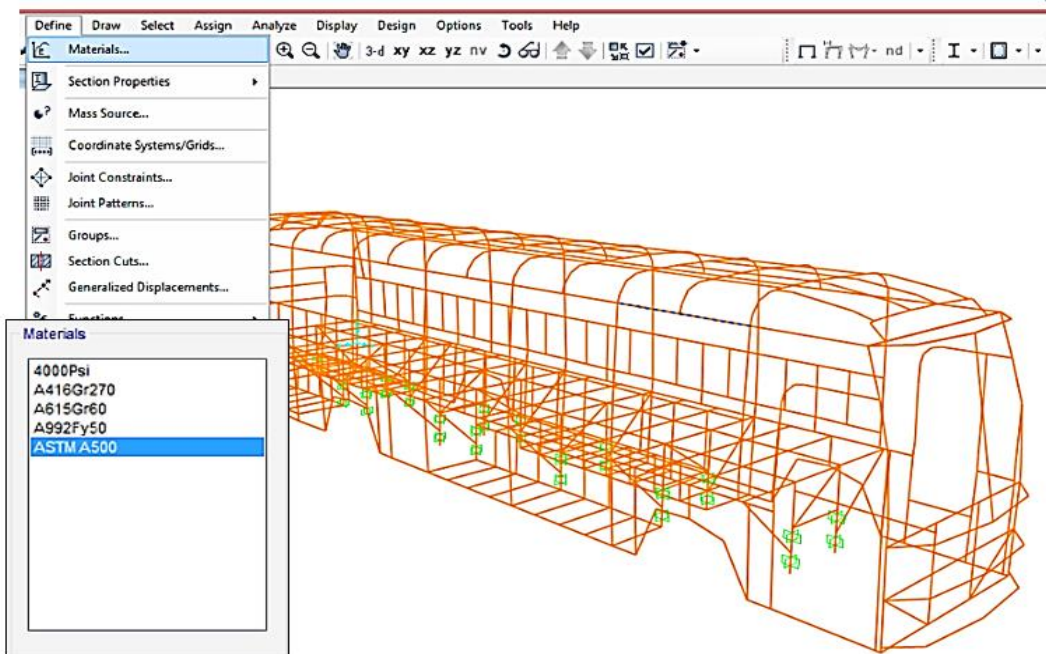 Define Draw Select Assign Analyze Display Design Options Tools Help
Materials...
3-d xy xz yz nv
nd
Section Properties
Mass Source...
Coordinate Systems/Grids...
Joint Constraints...
Joint Patterns...
Groups...
Section Cuts...
Generalized Displacements...
Functions
Materials
4000Psi
A416Gr270
A615Gr60
A992Fy50
ASTM A500